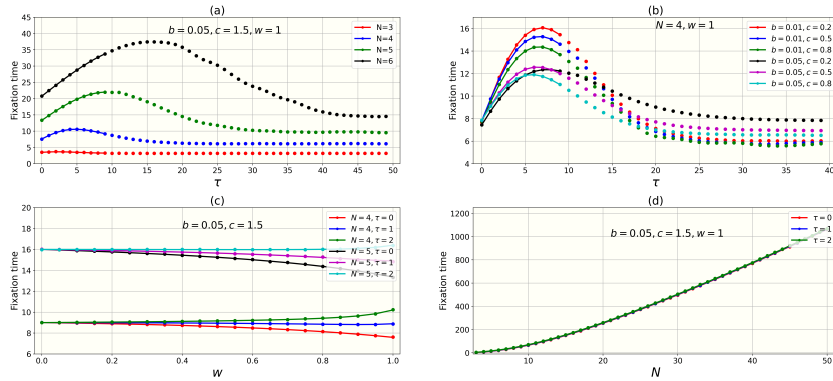 (a)
b = 0.05, c = 1.5, w = 1
N=3
N=4
N=5
N=6
Fixation time
45
40
35
30
25
20
15
10
5
0
0 5 10 15 20 25 30 35 40 45 50
τ
(b)
N = 4, w = 1
b = 0.01, c = 0.2
b = 0.01, c = 0.5
b = 0.01, c = 0.8
b = 0.05, c = 0.2
b = 0.05, c = 0.5
b = 0.05, c = 0.8
Fixation time
16
14
12
10
8
6
4
0 5 10 15 20 25 30 35 40
τ
(c)
b = 0.05, c = 1.5
N = 4, τ = 0
N = 4, τ = 1
N = 4, τ = 2
N = 5, τ = 0
N = 5, τ = 1
N = 5, τ = 2
Fixation time
20
18
16
14
12
10
8
6
0.0 0.2 0.4 0.6 0.8 1.0
w
(d)
b = 0.05, c = 1.5, w = 1
τ = 0
τ = 1
τ = 2
Fixation time
1200
1000
800
600
400
200
0
10 20 30 40 50
N